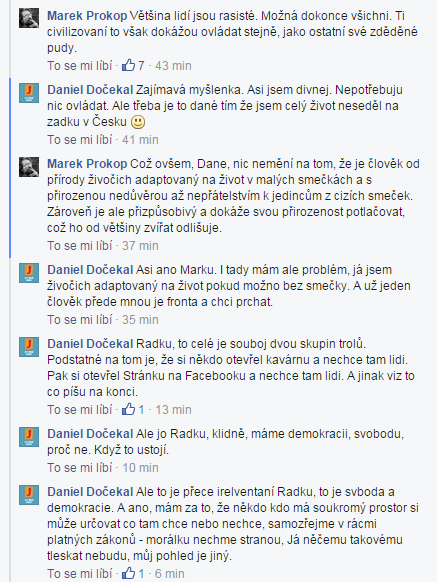 Marek Prokop Většina lidí jsou rasisté. Možná dokonce všichni. Ti
civilizovaní to však dokážou ovládat stejně, jako ostatní své zděděné
pudy.
To se mi líbí · 7 · 43 min
Daniel Dočekal Zajímavá myšlenka. Asi jsem divnej. Nepotřebuju
nic ovládat. Ale třeba je to dané tím že jsem celý život neseděl na
zadku v Česku
To se mi líbí · 41 min
Marek Prokop Což ovšem, Dane, nic nemění na tom, že je člověk od
přírody živočich adaptovaný na život v malých smečkách a s
přirozenou nedůvěrou až nepřátelstvím k jedincům z cizích smeček.
Zároveň je ale přizpůsobivý a dokáže svou přirozenost potlačovat,
což ho od většiny zvířat odlišuje.
To se mi líbí · 37 min
Daniel Dočekal Asi ano Marku. I tady mám ale problém, já jsem
živočich adaptovaný na život pokud možno bez smečky. A už jeden
člověk přede mnou je fronta a chci prchat.
To se mi líbí · 35 min
Daniel Dočekal Radku, to celé je souboj dvou skupin trolů.
Podstatné na tom je, že si někdo otevřel kavárnu a nechce tam lidi.
Pak si otevřel Stránku na Facebooku a nechce tam lidi. A jinak viz to
co píšu na konci.
To se mi líbí · 1 · 13 min
Daniel Dočekal Ale jo Radku, klidně, máme demokracii, svobodu,
proč ne. Když to ustojí.
To se mi líbí · 10 min
Daniel Dočekal Ale to je přece irelventaní Radku, to je svboda a
demokracie. A ano, mám za to, že někdo kdo má soukromý prostor si
může určovat co tam chce nebo nechce, samozřejme v rácmi
platných zákonů - morálku nechme stranou, Já něčemu takovému
tleskat nebudu, můj pohled je jiný.
To se mi líbí · 1 · 6 min